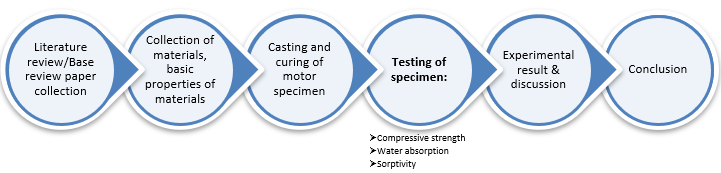 Literature
review/Base
review paper
collection
Collection of
materials,
basic
properties of
materials
Casting and
curing of
motor
specimen
Testing of
specimen:
Experimental
result &
discussion
Conclusion
➢Compressive strength
➢Water absorption
➢Sorptivity